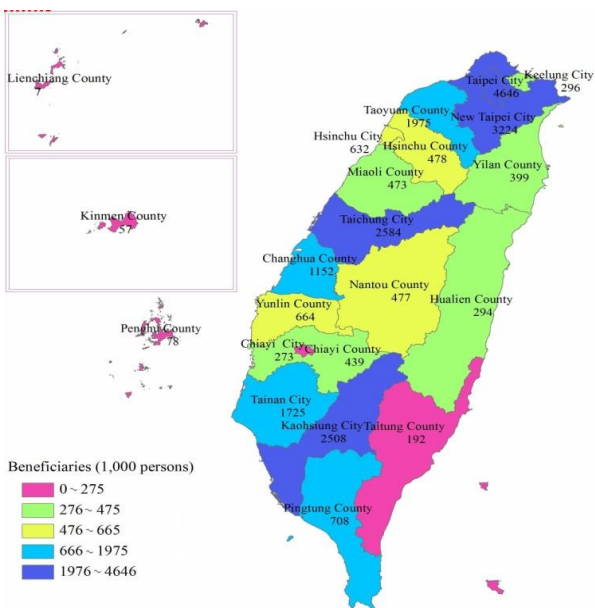 Lienchiang County
7
Kinmen County
57
Penghu County
78
Taipei City
4646
Keelung City
296
Taoyuan County
1975
New Taipei City
3224
Hsinchu City
632
Hsinchu County
478
Yilan County
399
Miaoli County
473
Taichung City
2584
Changhua County
1152
Nantou County
477
Hualien County
294
Yunlin County
664
Chiayi City
273
Chiayi County
439
Tainan City
1725
Kaohsiung City
2508
Taitung County
192
Pingtung County
708
Beneficiaries (1,000 persons)
0 ~ 275
276 ~ 475
476 ~ 665
666 ~ 1975
1976 ~ 4646